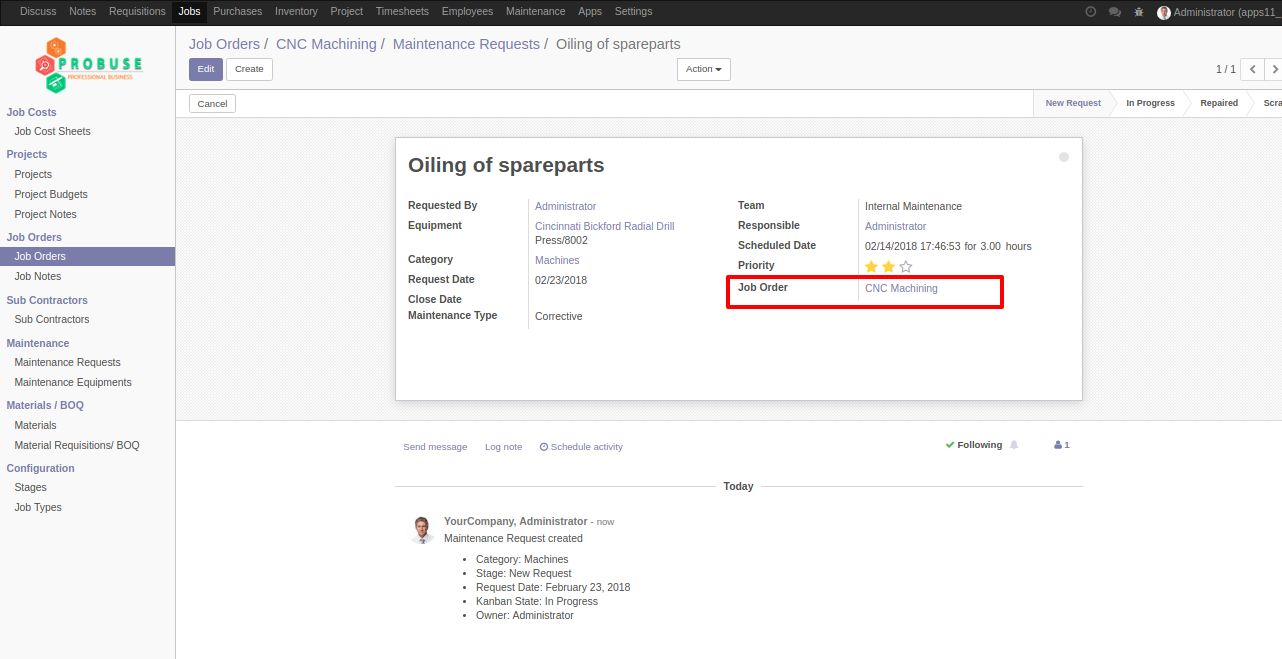 Discuss Notes Requisitions Jobs Purchases Inventory Project Timesheets Employees Maintenance Apps Settings Administrator (apps11_
PROBUSE
PROFESSIONAL BUSINESS
Job Costs
Job Cost Sheets
Projects
Projects
Project Budgets
Project Notes
Job Orders
Job Orders
Job Notes
Sub Contractors
Sub Contractors
Maintenance
Maintenance Requests
Maintenance Equipments
Materials / BOQ
Materials
Material Requisitions/ BOQ
Configuration
Stages
Job Types
Job Orders / CNC Machining / Maintenance Requests / Oiling of spareparts
Edit Create Action 1 / 1
Cancel New Request In Progress Repaired Scra
Oiling of spareparts
Requested By Administrator
Equipment Cincinnati Bickford Radial Drill
Press/8002
Category Machines
Request Date 02/23/2018
Close Date
Maintenance Type Corrective
Team Internal Maintenance
Responsible Administrator
Scheduled Date 02/14/2018 17:46:53 for 3.00 hours
Priority
Job Order CNC Machining
Send message Log note Schedule activity Following 1
Today
YourCompany, Administrator - now
Maintenance Request created
• Category: Machines
• Stage: New Request
• Request Date: February 23, 2018
• Kanban State: In Progress
• Owner: Administrator